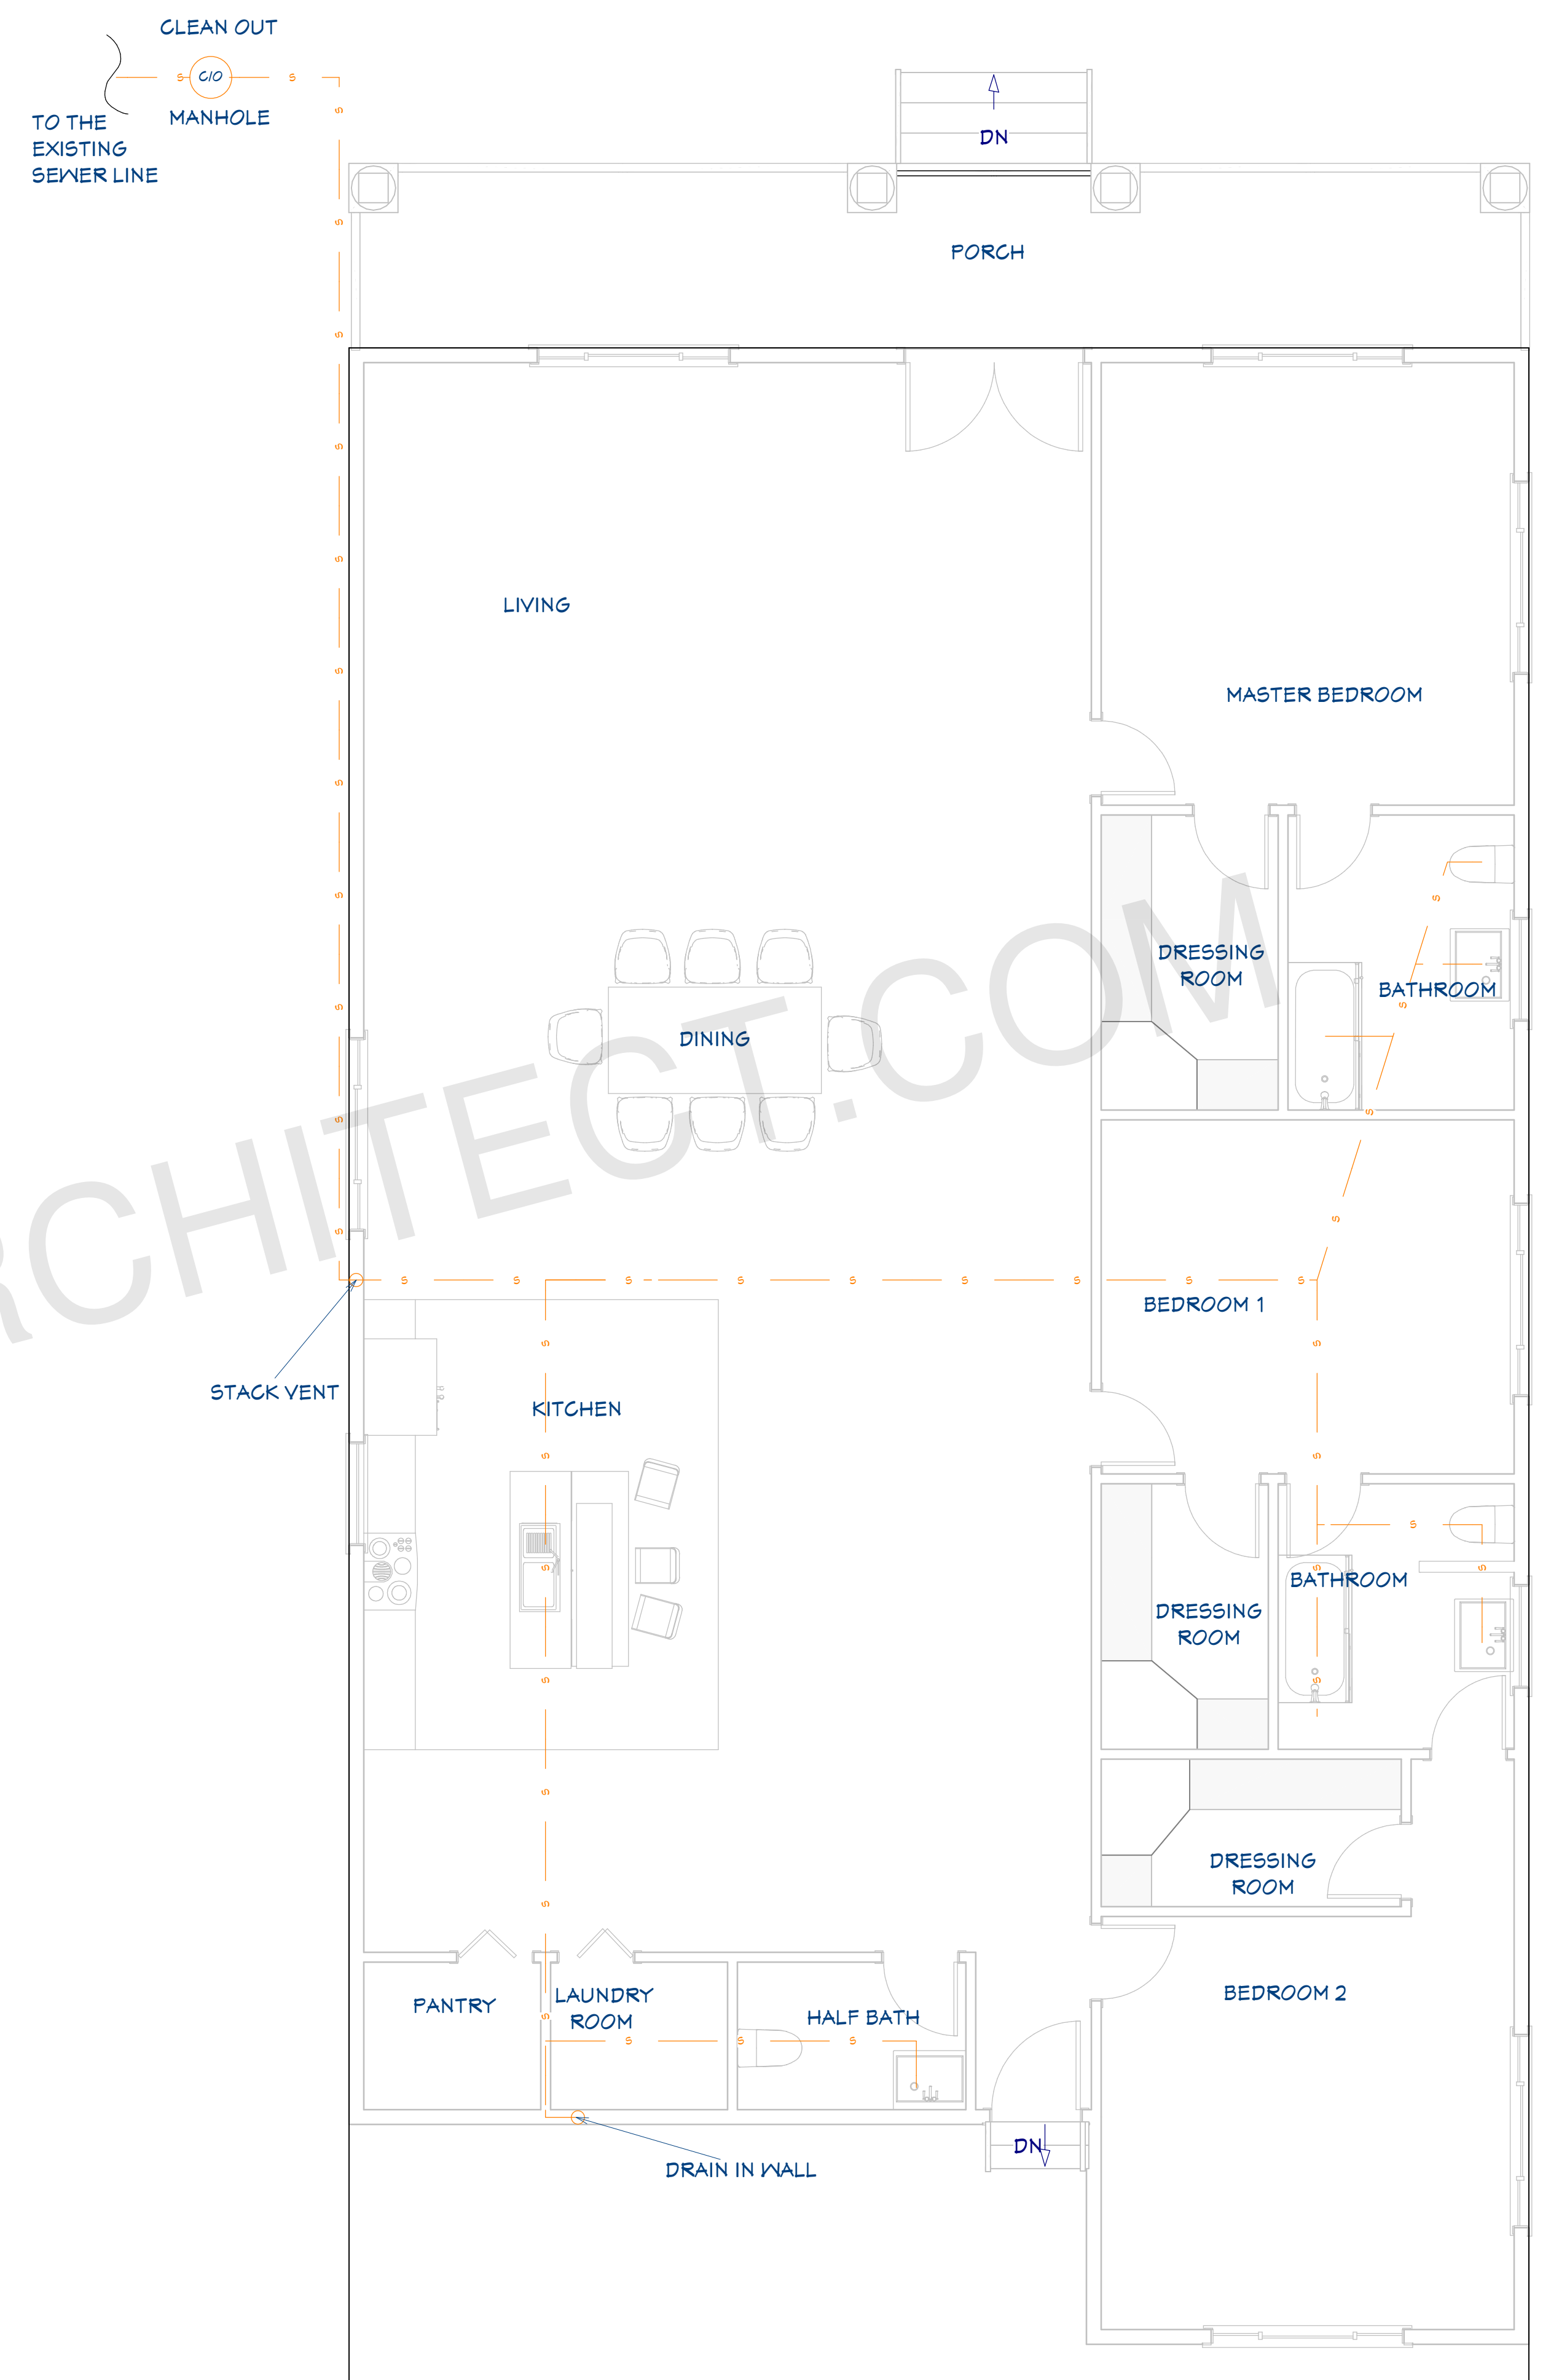 CLEAN OUT
C/O
MANHOLE
TO THE
EXISTING
SEWER LINE
DN
PORCH
LIVING
MASTER BEDROOM
DRESSING
ROOM
BATHROOM
DINING
RCHITECT.COM
BEDROOM 1
STACK VENT
KITCHEN
BATHROOM
DRESSING
ROOM
DRESSING
ROOM
PANTRY
LAUNDRY
ROOM
HALF BATH
BEDROOM 2
DN
DRAIN IN WALL